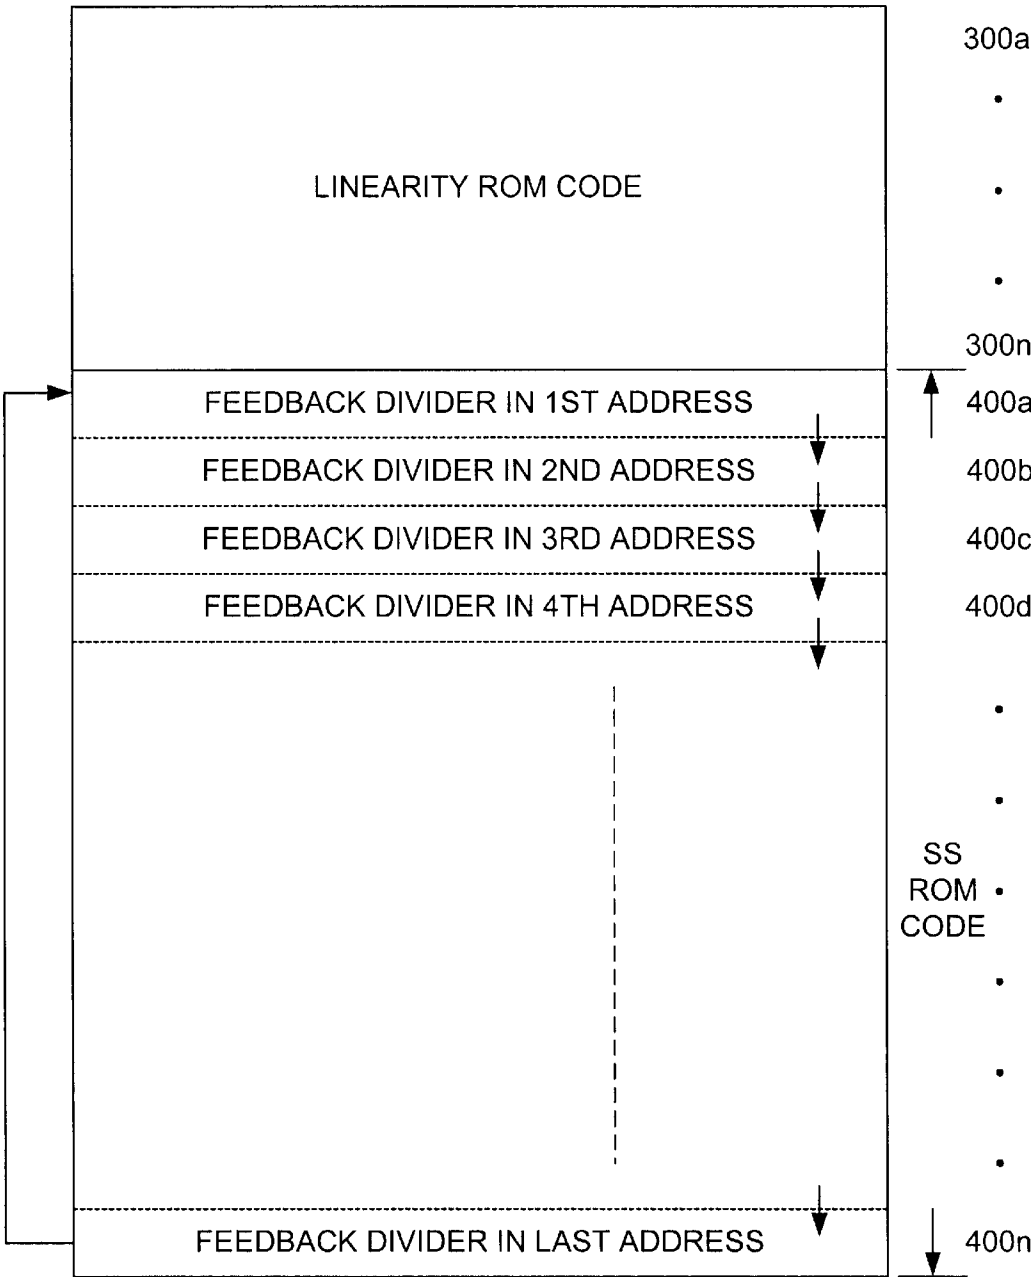 300a
LINEARITY ROM CODE
300n
FEEDBACK DIVIDER IN 1ST ADDRESS
400a
FEEDBACK DIVIDER IN 2ND ADDRESS
400b
FEEDBACK DIVIDER IN 3RD ADDRESS
400c
FEEDBACK DIVIDER IN 4TH ADDRESS
400d
SS
ROM
CODE
FEEDBACK DIVIDER IN LAST ADDRESS
400n